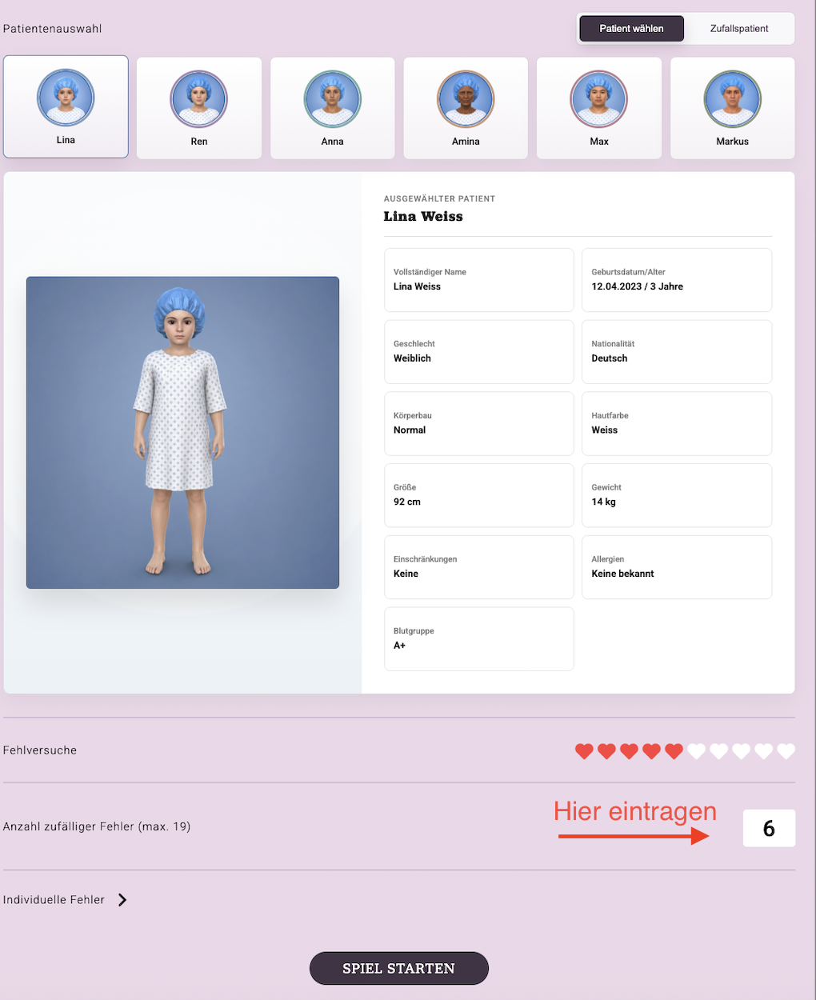 Patientenauswahl
Patient wählen
Zufallspatient
Lina
Ren
Anna
Amina
Max
Markus
AUSGEWÄHLTER PATIENT
Lina Weiss
Vollständiger Name
Lina Weiss
Geburtsdatum/Alter
12.04.2023 / 3 Jahre
Geschlecht
Weiblich
Nationalität
Deutsch
Körperbau
Normal
Hautfarbe
Weiss
Größe
92 cm
Gewicht
14 kg
Einschränkungen
Keine
Allergien
Keine bekannt
Blutgruppe
A+
Fehlversuche
Anzahl zufälliger Fehler (max. 19)
Hier eintragen
6
Individuelle Fehler
SPIEL STARTEN